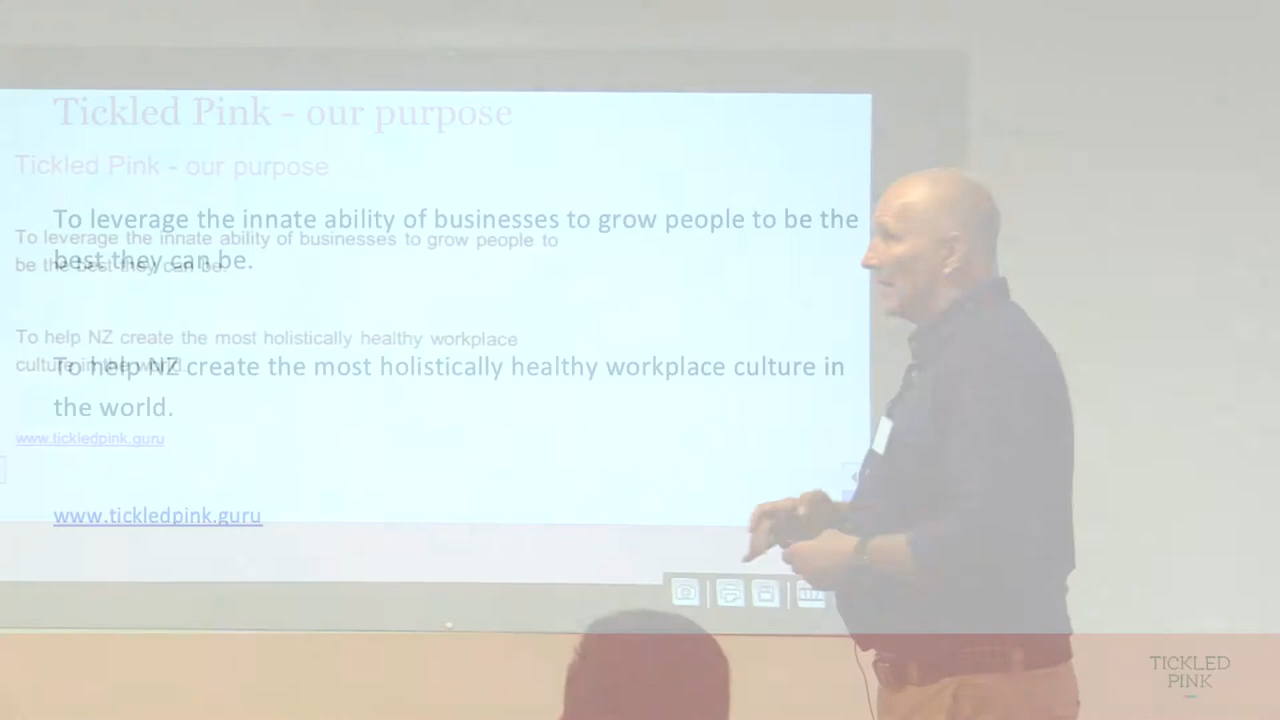 Tickled Pink - our purpose
Tickled Pink - our purpose
To leverage the innate ability of businesses to grow people to be the
best they can be.
To leverage the innate ability of businesses to grow people to
be the best they can be.
To help NZ create the most holistically healthy workplace
culture in the world.
To help NZ create the most holistically healthy workplace culture in
the world.
www.tickledpink.guru
www.tickledpink.guru
TICKLED
PINK